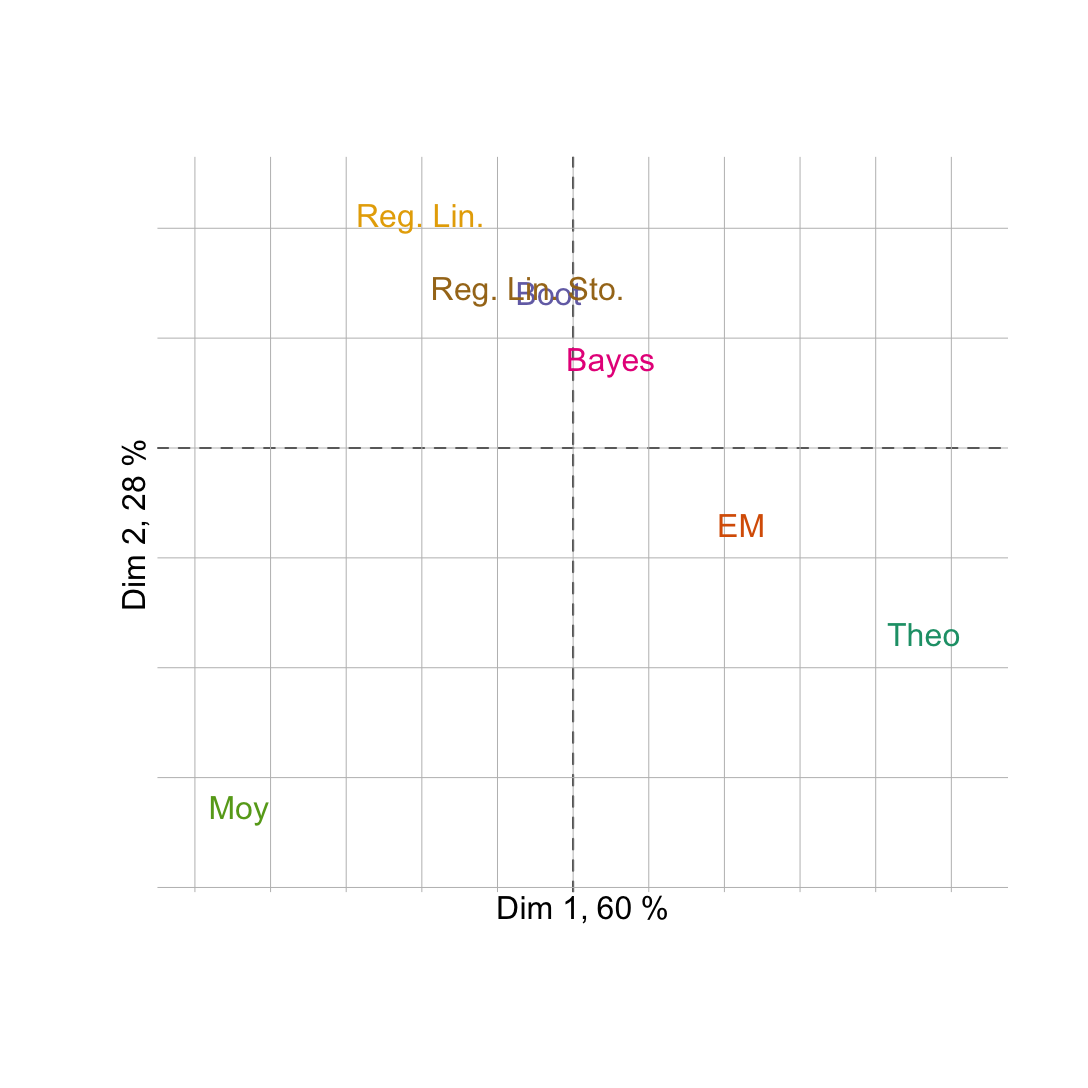 Reg. Lin.
Reg. Lin. Sto.
Boot
Bayes
Dim 2, 28 %
EM
Theo
Moy
Dim 1, 60 %